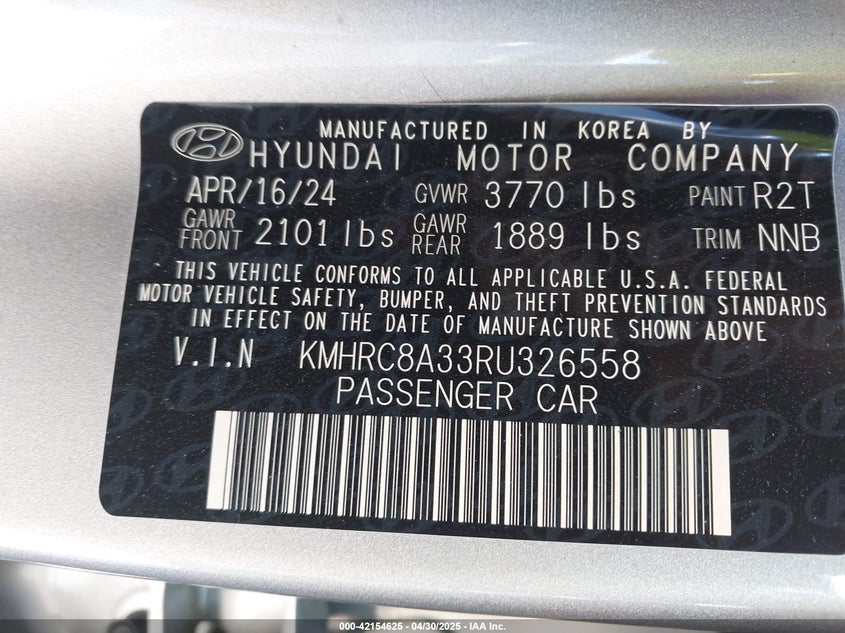 MANUFACTURED IN KOREA BY
HYUNDAI MOTOR COMPANY
APR/16/24 GVWR 3770 lbs PAINT R2T
GAWR FRONT 2101 lbs GAWR REAR 1889 lbs TRIM NNB
THIS VEHICLE CONFORMS TO ALL APPLICABLE U.S.A. FEDERAL
MOTOR VEHICLE SAFETY, BUMPER, AND THEFT PREVENTION STANDARDS
IN EFFECT ON THE DATE OF MANUFACTURE SHOWN ABOVE
V.I.N KMHRC8A33RU326558
PASSENGER CAR
000-42154625 - 04/30/2025 - IAA Inc.